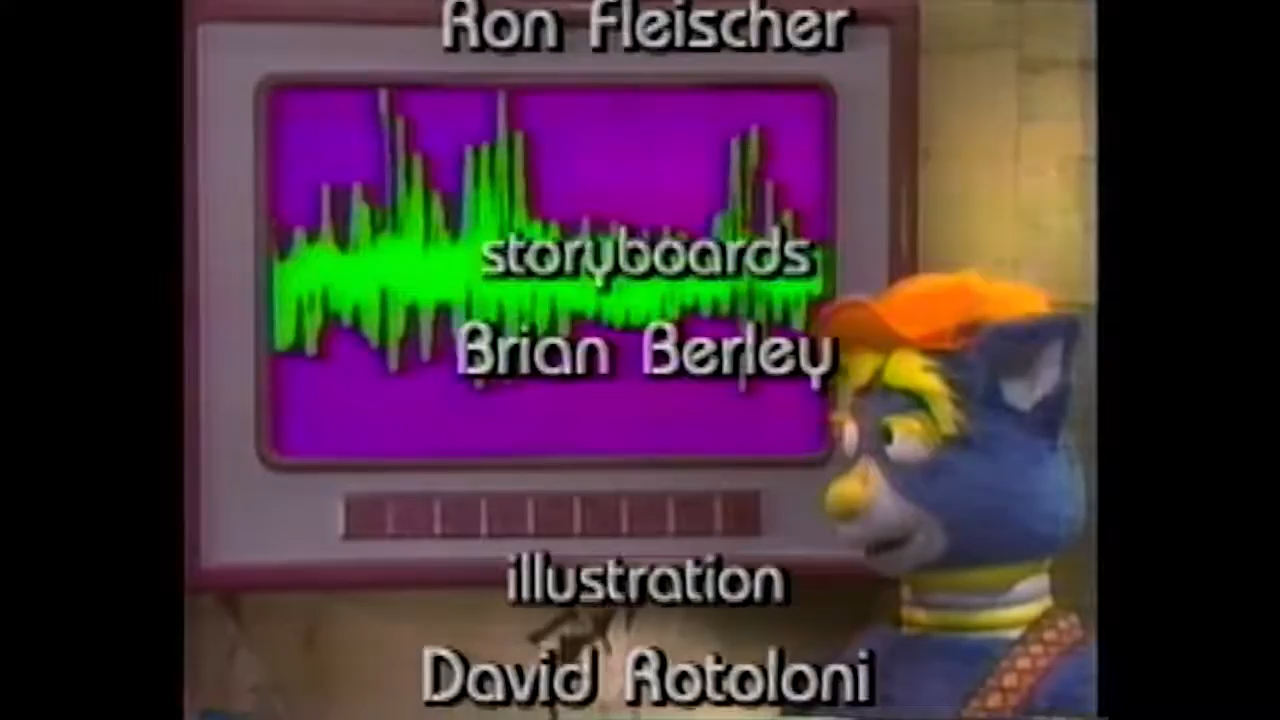 Ron Fleischer
storyboards
Brian Berley
illustration
David Rotoloni